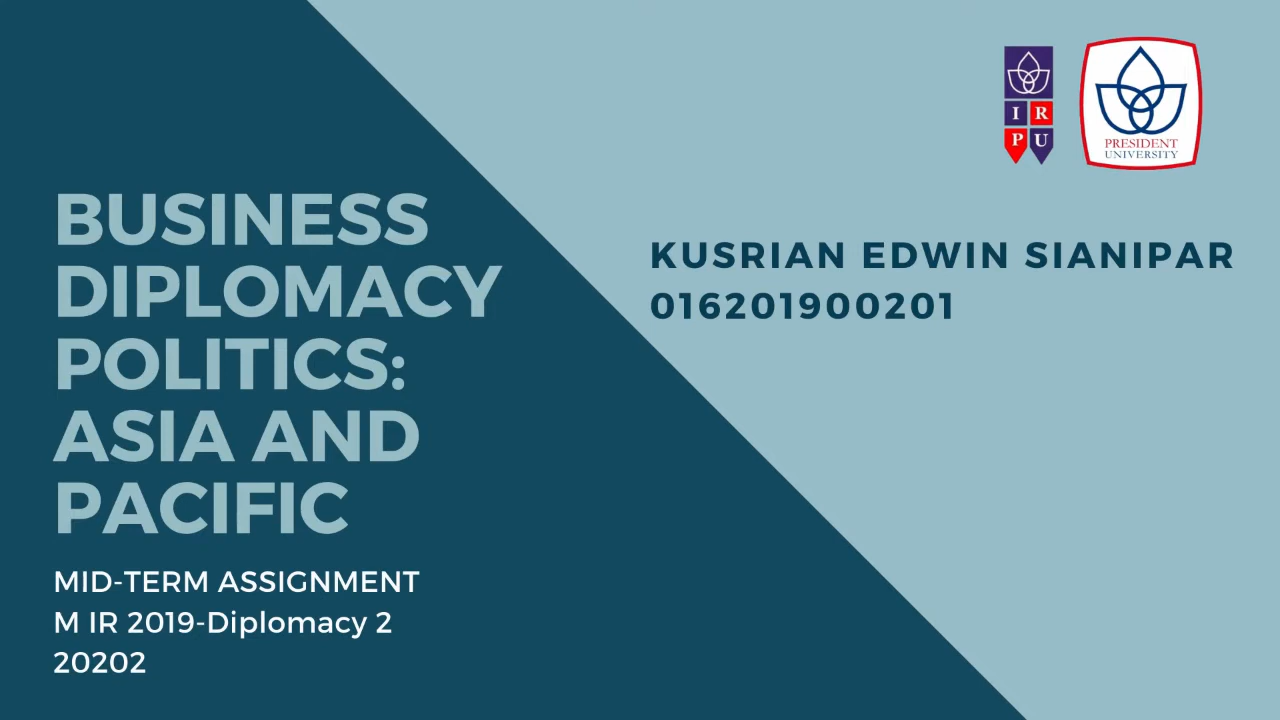 BUSINESS
DIPLOMACY
POLITICS:
ASIA AND
PACIFIC
MID-TERM ASSIGNMENT
M IR 2019-Diplomacy 2
20202
I R
P U
PRESIDENT
UNIVERSITY
KUSRIAN EDWIN SIANIPAR
016201900201